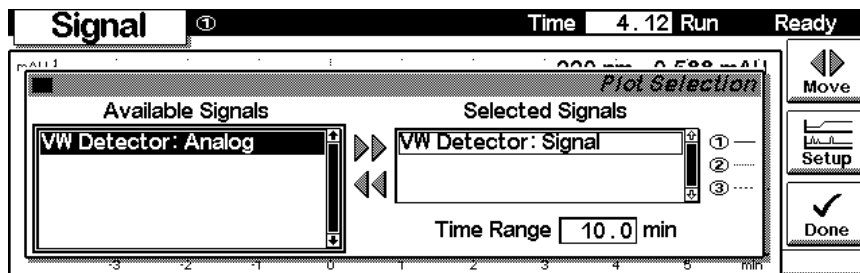 Signal ① Time 4.12 Run Ready
mAU
Plot Selection
Move
Available Signals Selected Signals
VW Detector: Analog VW Detector: Signal ①
②
③
Setup
Time Range 10.0 min
Done
-3 -2 -1 0 1 2 3 4 5 min